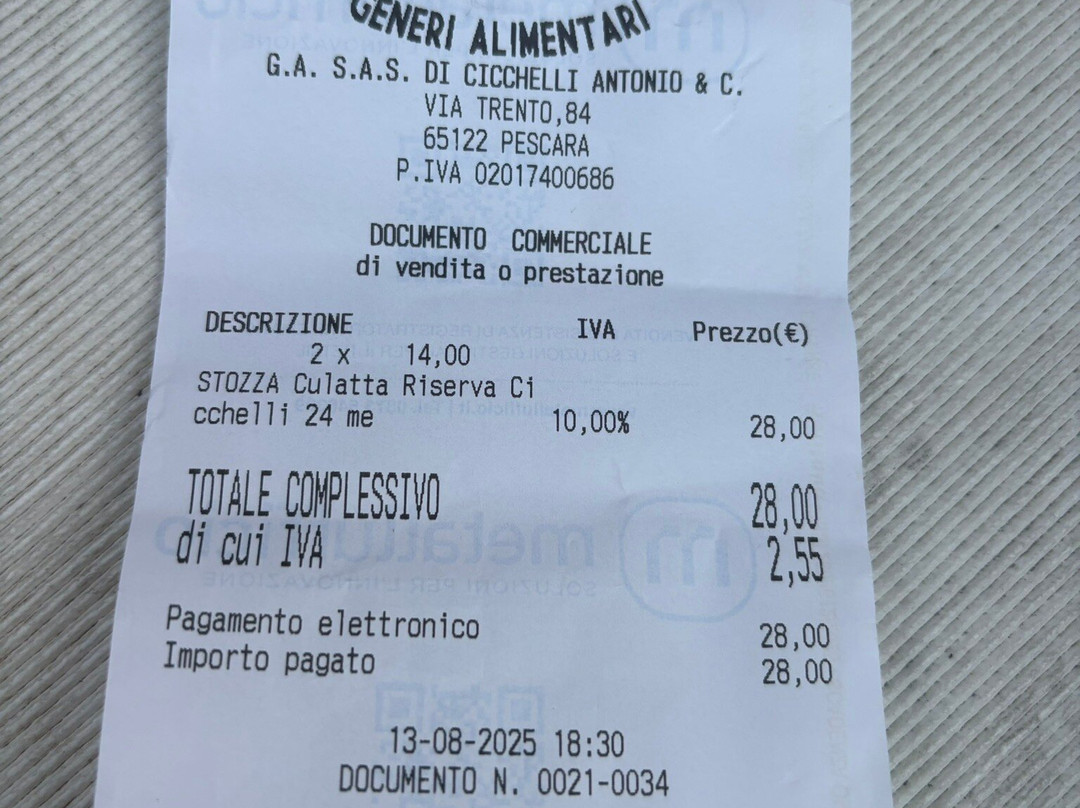 GENERI ALIMENTARI
G.A. S.A.S. DI CICCHELLI ANTONIO & C.
VIA TRENTO,84
65122 PESCARA
P.IVA 02017400686
DOCUMENTO COMMERCIALE
di vendita o prestazione
DESCRIZIONE IVA Prezzo(€)
2 x 14,00
STOZZA Culatta Riserva Ci
cchelli 24 me 10,00% 28,00
TOTALE COMPLESSIVO 28,00
di cui IVA 2,55
Pagamento elettronico 28,00
Importo pagato 28,00
13-08-2025 18:30
DOCUMENTO N. 0021-0034